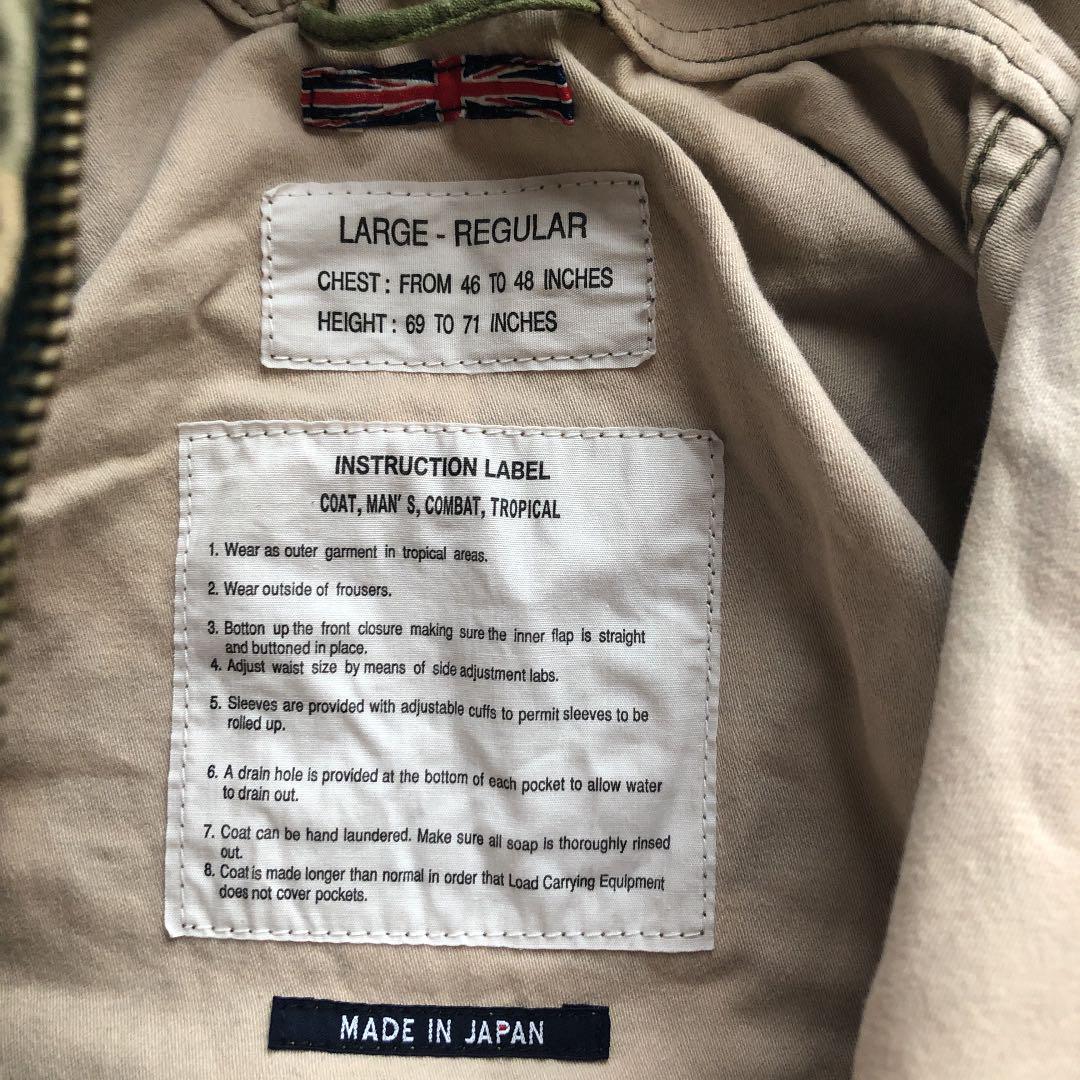 LARGE - REGULAR
CHEST : FROM 46 TO 48 INCHES
HEIGHT : 69 TO 71 INCHES
INSTRUCTION LABEL
COAT, MAN' S, COMBAT, TROPICAL
1. Wear as outer garment in tropical areas.
2. Wear outside of frousers.
3. Botton up the front closure making sure the inner flap is straight
and buttoned in place.
4. Adjust waist size by means of side adjustment labs.
5. Sleeves are provided with adjustable cuffs to permit sleeves to be
rolled up.
6. A drain hole is provided at the bottom of each pocket to allow water
to drain out.
7. Coat can be hand laundered. Make sure all soap is thoroughly rinsed
out.
8. Coat is made longer than normal in order that Load Carrying Equipment
does not cover pockets.
MADE IN JAPAN